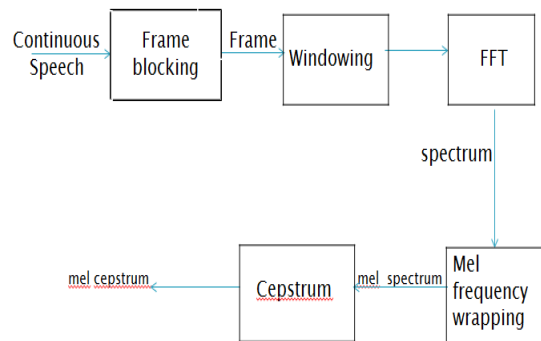 Continuous
Speech
Frame
blocking
Frame
Windowing
FFT
spectrum
Mel
frequency
wrapping
mel spectrum
Cepstrum
mel cepstrum